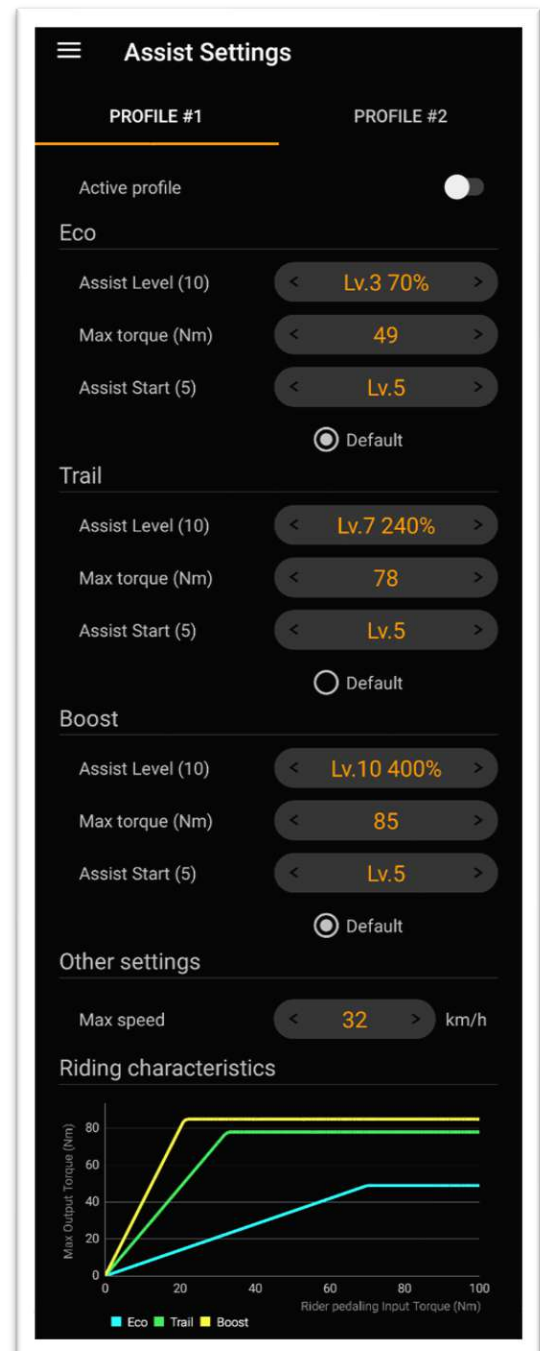 Assist Settings
PROFILE #1 PROFILE #2
Active profile
Eco
Assist Level (10) < Lv.3 70% >
Max torque (Nm) < 49 >
Assist Start (5) < Lv.5 >
Default
Trail
Assist Level (10) < Lv.7 240% >
Max torque (Nm) < 78 >
Assist Start (5) < Lv.5 >
Default
Boost
Assist Level (10) < Lv.10 400% >
Max torque (Nm) < 85 >
Assist Start (5) < Lv.5 >
Default
Other settings
Max speed < 32 > km/h
Riding characteristics
Max Output Torque (Nm)
80
60
40
20
0
0 20 40 60 80 100
Rider pedaling Input Torque (Nm)
Eco Trail Boost